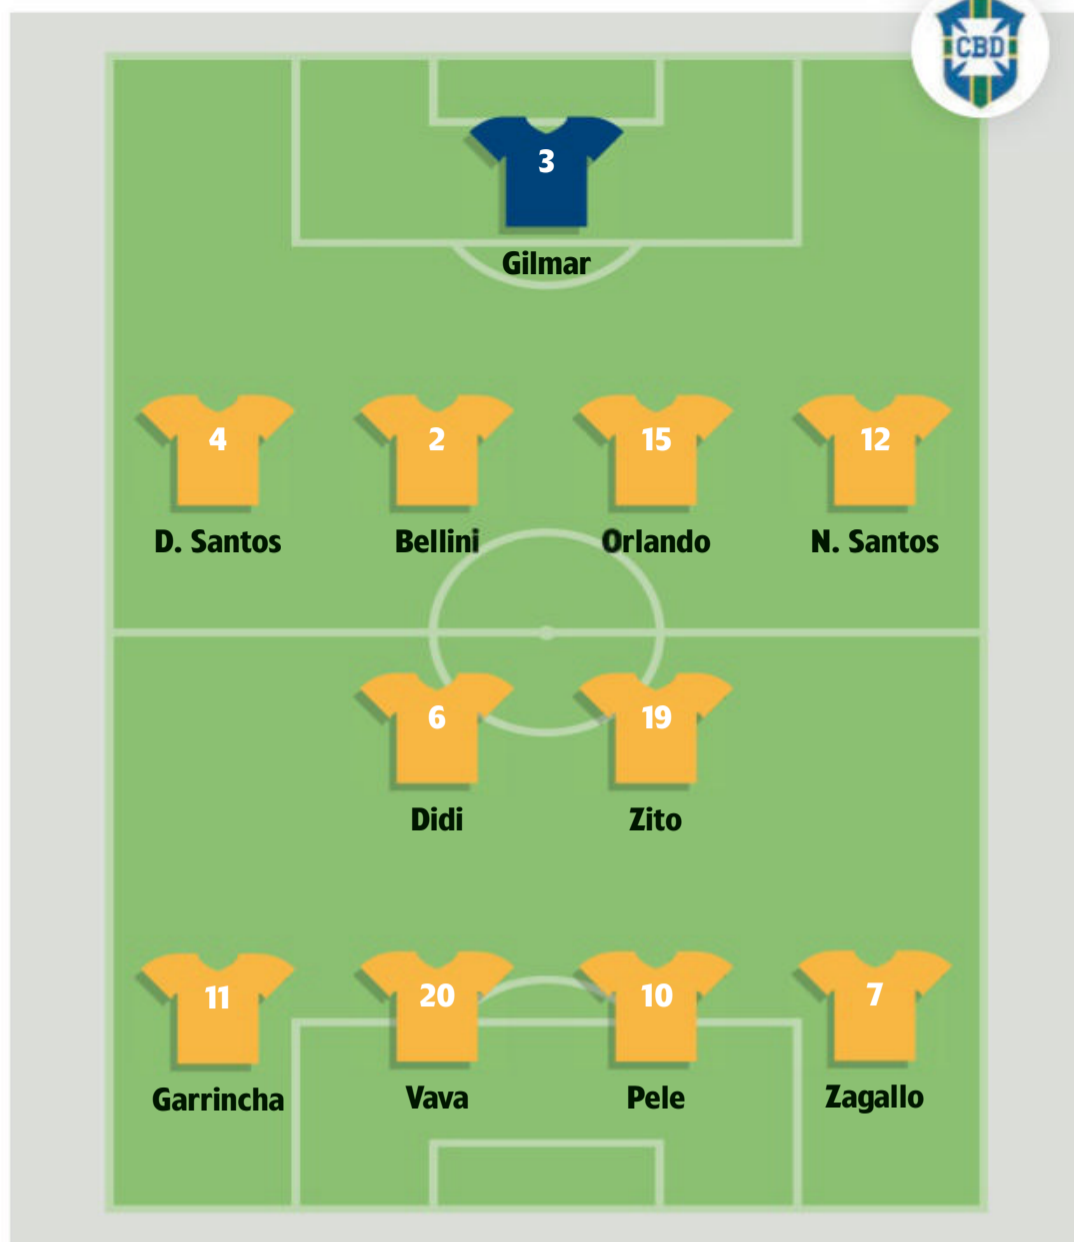 CBD
3
Gilmar
4 2 15 12
D. Santos Bellini Orlando N. Santos
6 19
Didi Zito
11 20 10 7
Garrincha Vava Pele Zagallo